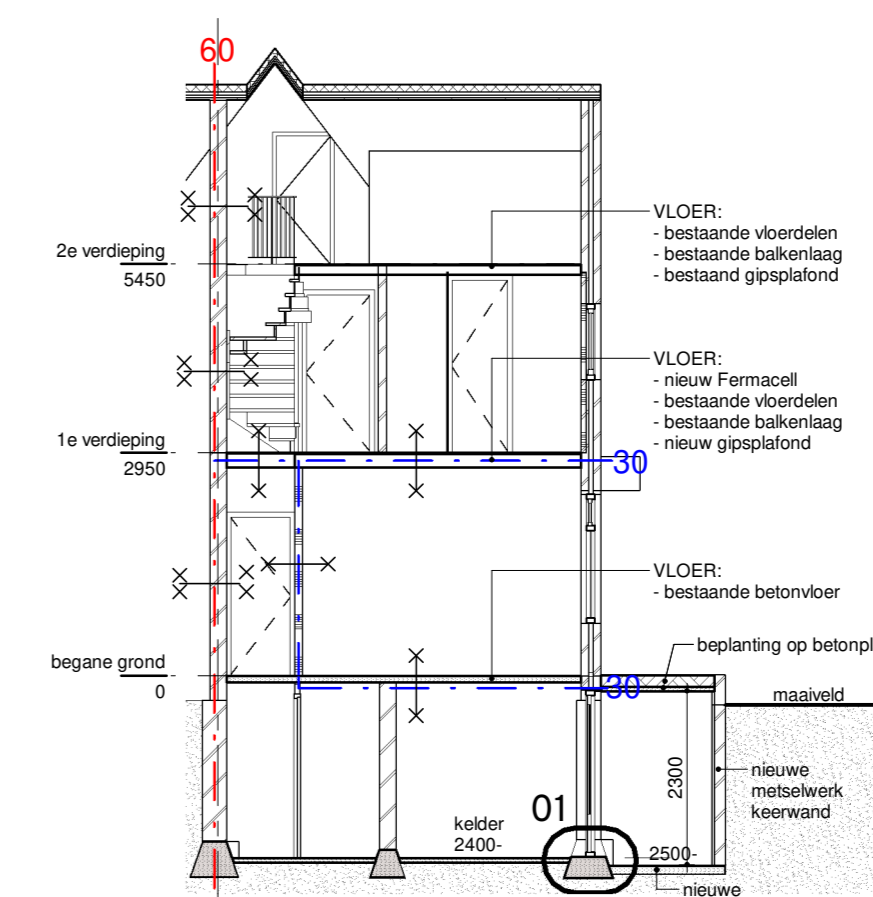 60
VLOER:
- bestaande vloerdelen
- bestaande balkenlaag
- bestaand gipsplafond
2e verdieping
5450
VLOER:
- nieuw Fermacell
- bestaande vloerdelen
- bestaande balkenlaag
- nieuw gipsplafond
1e verdieping
2950
30
VLOER:
- bestaande betonvloer
beplanting op betonpl
begane grond
0
30
maaiveld
2300
nieuwe
metselwerk
keerwand
01
kelder
2400-
2500-
nieuwe